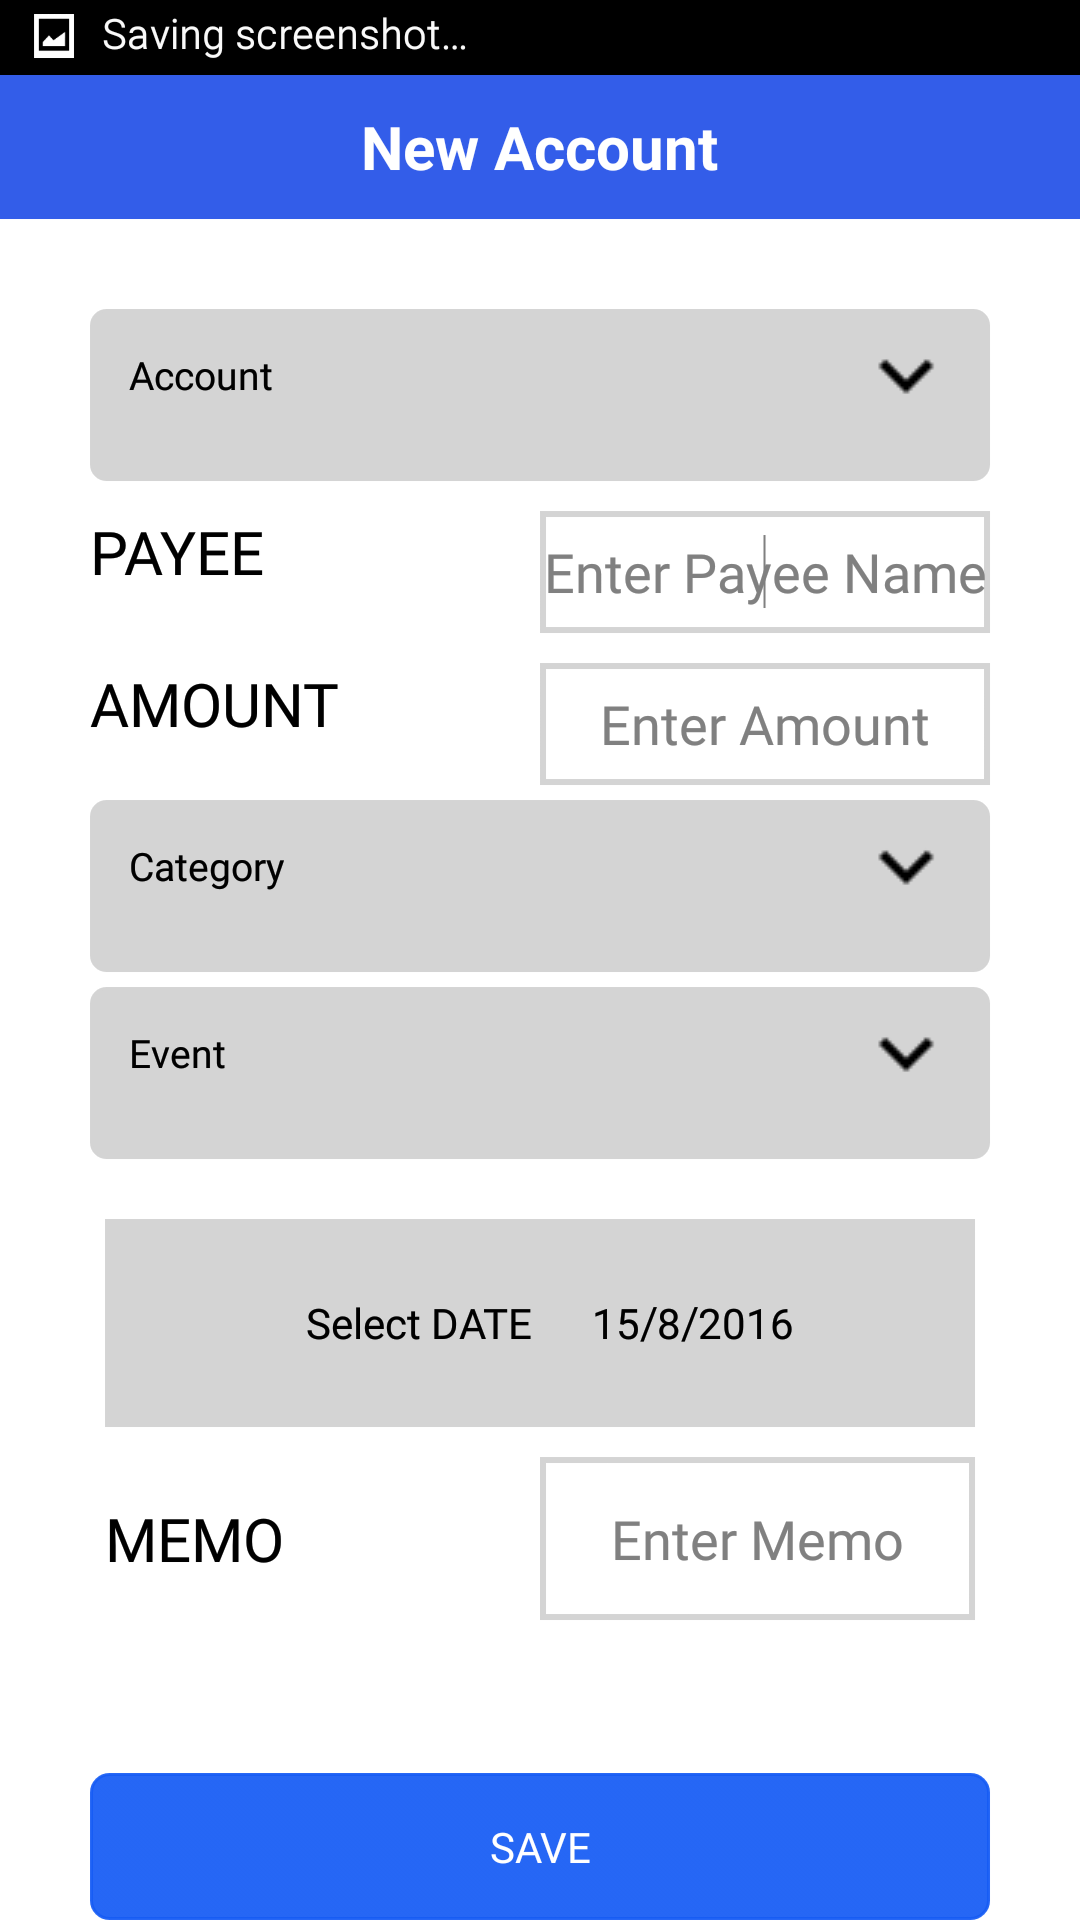 Saving screenshot...
New Account
Account
PAYEE
Enter Payee Name
AMOUNT
Enter Amount
Category
Event
Select DATE 15/8/2016
MEMO
Enter Memo
SAVE